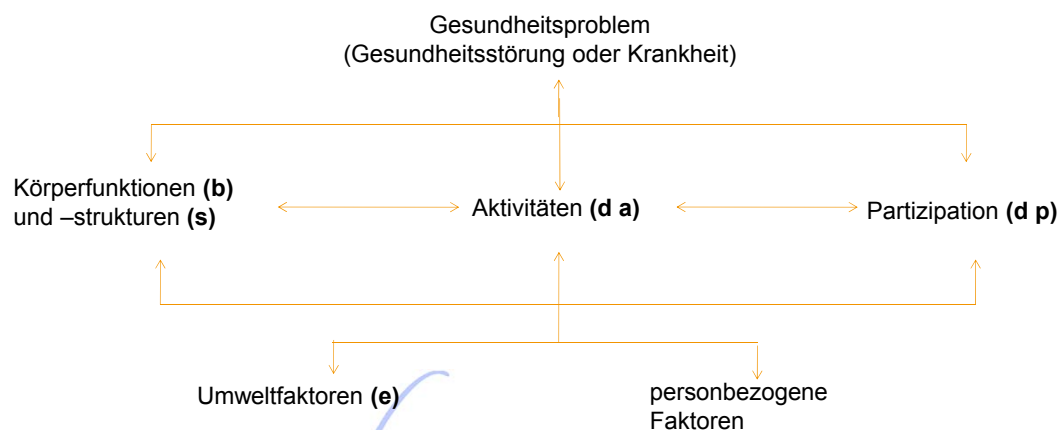 Gesundheitsproblem
(Gesundheitsstörung oder Krankheit)
Körperfunktionen (b)
und –strukturen (s)
Aktivitäten (d a)
Partizipation (d p)
Umweltfaktoren (e)
personbezogene
Faktoren